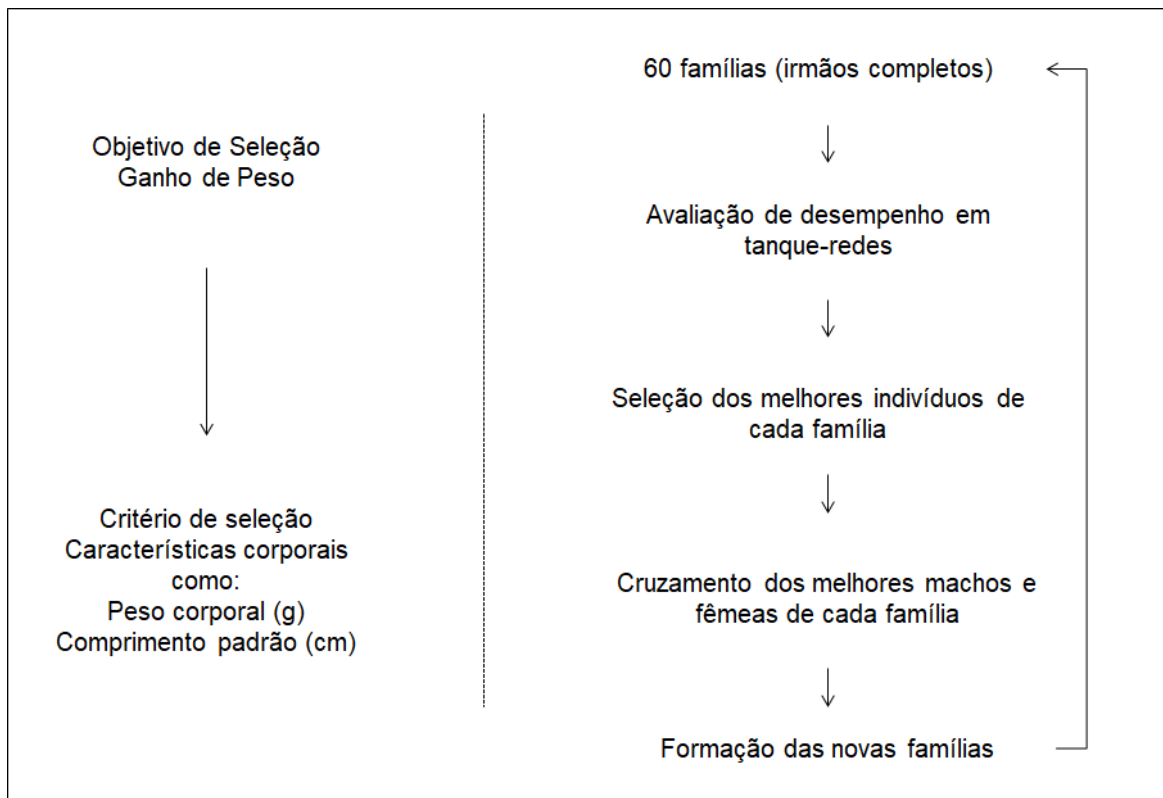 Objetivo de Seleção
Ganho de Peso
Critério de seleção
Características corporais
como:
Peso corporal (g)
Comprimento padrão (cm)
60 famílias (irmãos completos)
Avaliação de desempenho em
tanque-redes
Seleção dos melhores indivíduos de
cada família
Cruzamento dos melhores machos e
fêmeas de cada família
Formação das novas famílias